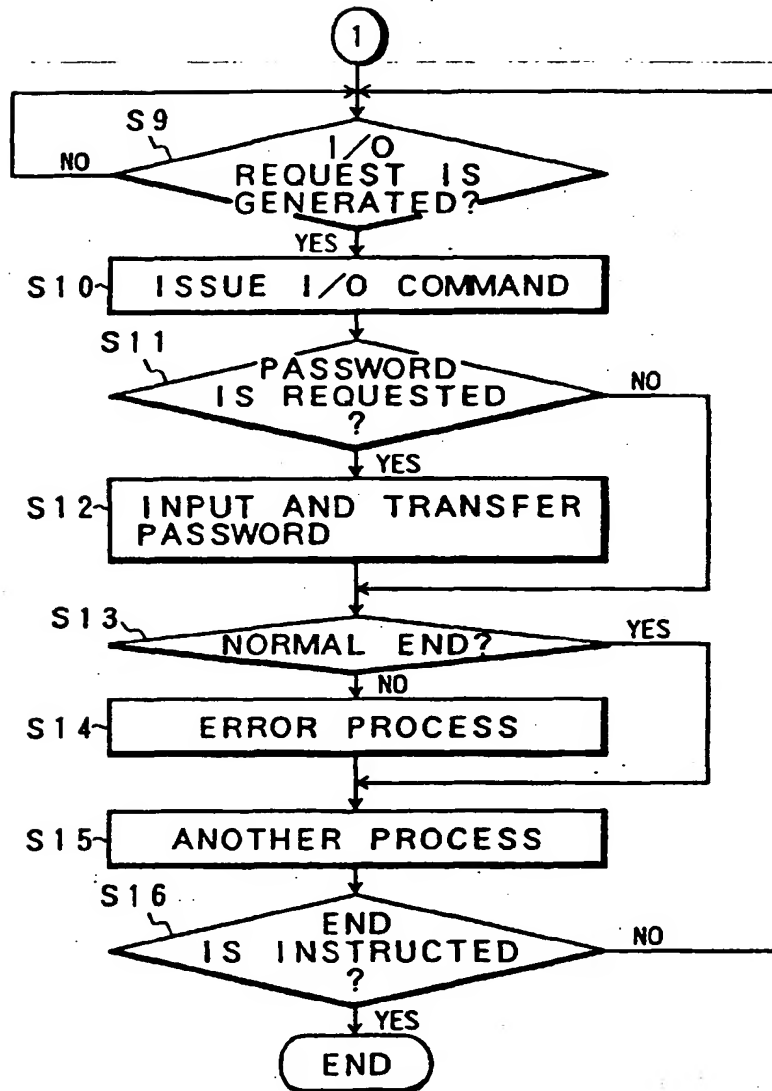 1
S9
I/O
NO
REQUEST IS
GENERATED?
YES
S10
ISSUE I/O COMMAND
S11
PASSWORD
NO
IS REQUESTED
?
YES
S12
INPUT AND TRANSFER
PASSWORD
S13
NORMAL END?
YES
NO
S14
ERROR PROCESS
S15
ANOTHER PROCESS
S16
END
IS INSTRUCTED
NO
?
YES
END